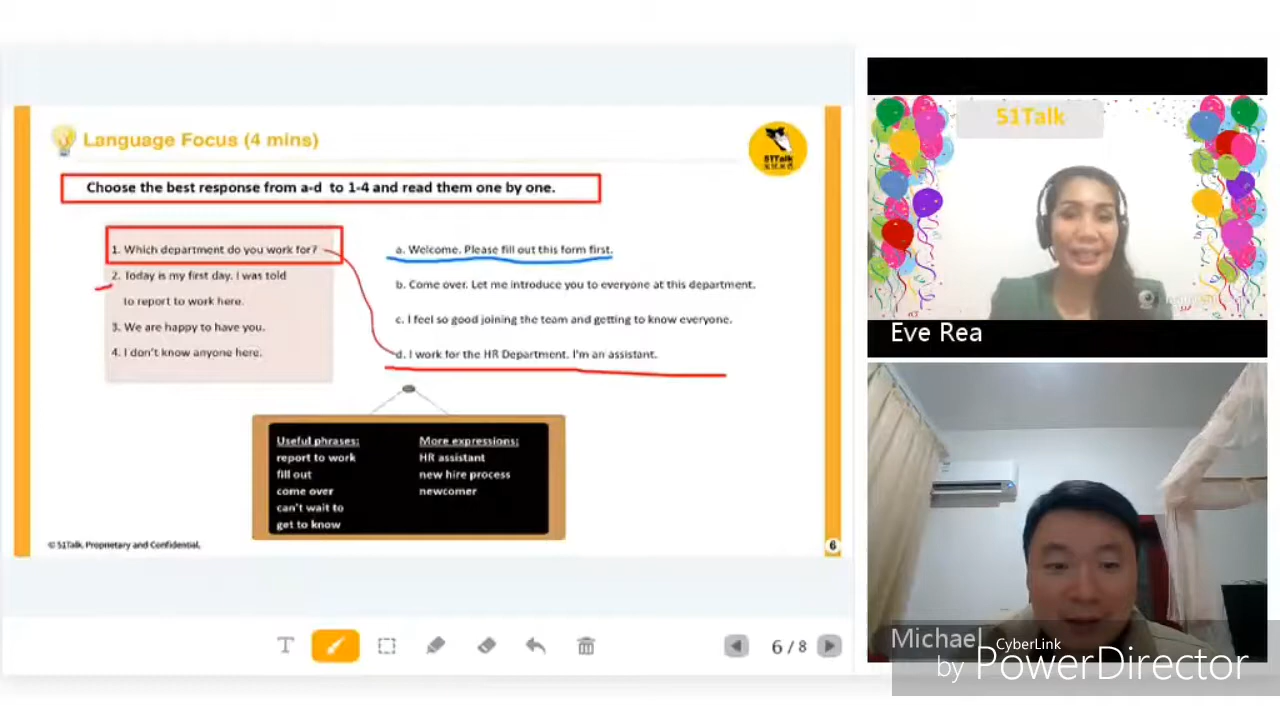 Language Focus (4 mins)
51Talk
Choose the best response from a-d to 1-4 and read them one by one.
1. Which department do you work for?
2. Today is my first day. I was told
to report to work here.
3. We are happy to have you.
4. I don't know anyone here.
a. Welcome. Please fill out this form first.
b. Come over. Let me introduce you to everyone at this department.
c. I feel so good joining the team and getting to know everyone.
d. I work for the HR Department. I'm an assistant.
Useful phrases:
report to work
fill out
come over
can't wait to
get to know
More expressions:
HR assistant
new hire process
newcomer
© 51Talk. Proprietary and Confidential.
6
T
6 / 8
51Talk
Eve Rea
Michael
CyberLink
by PowerDirector